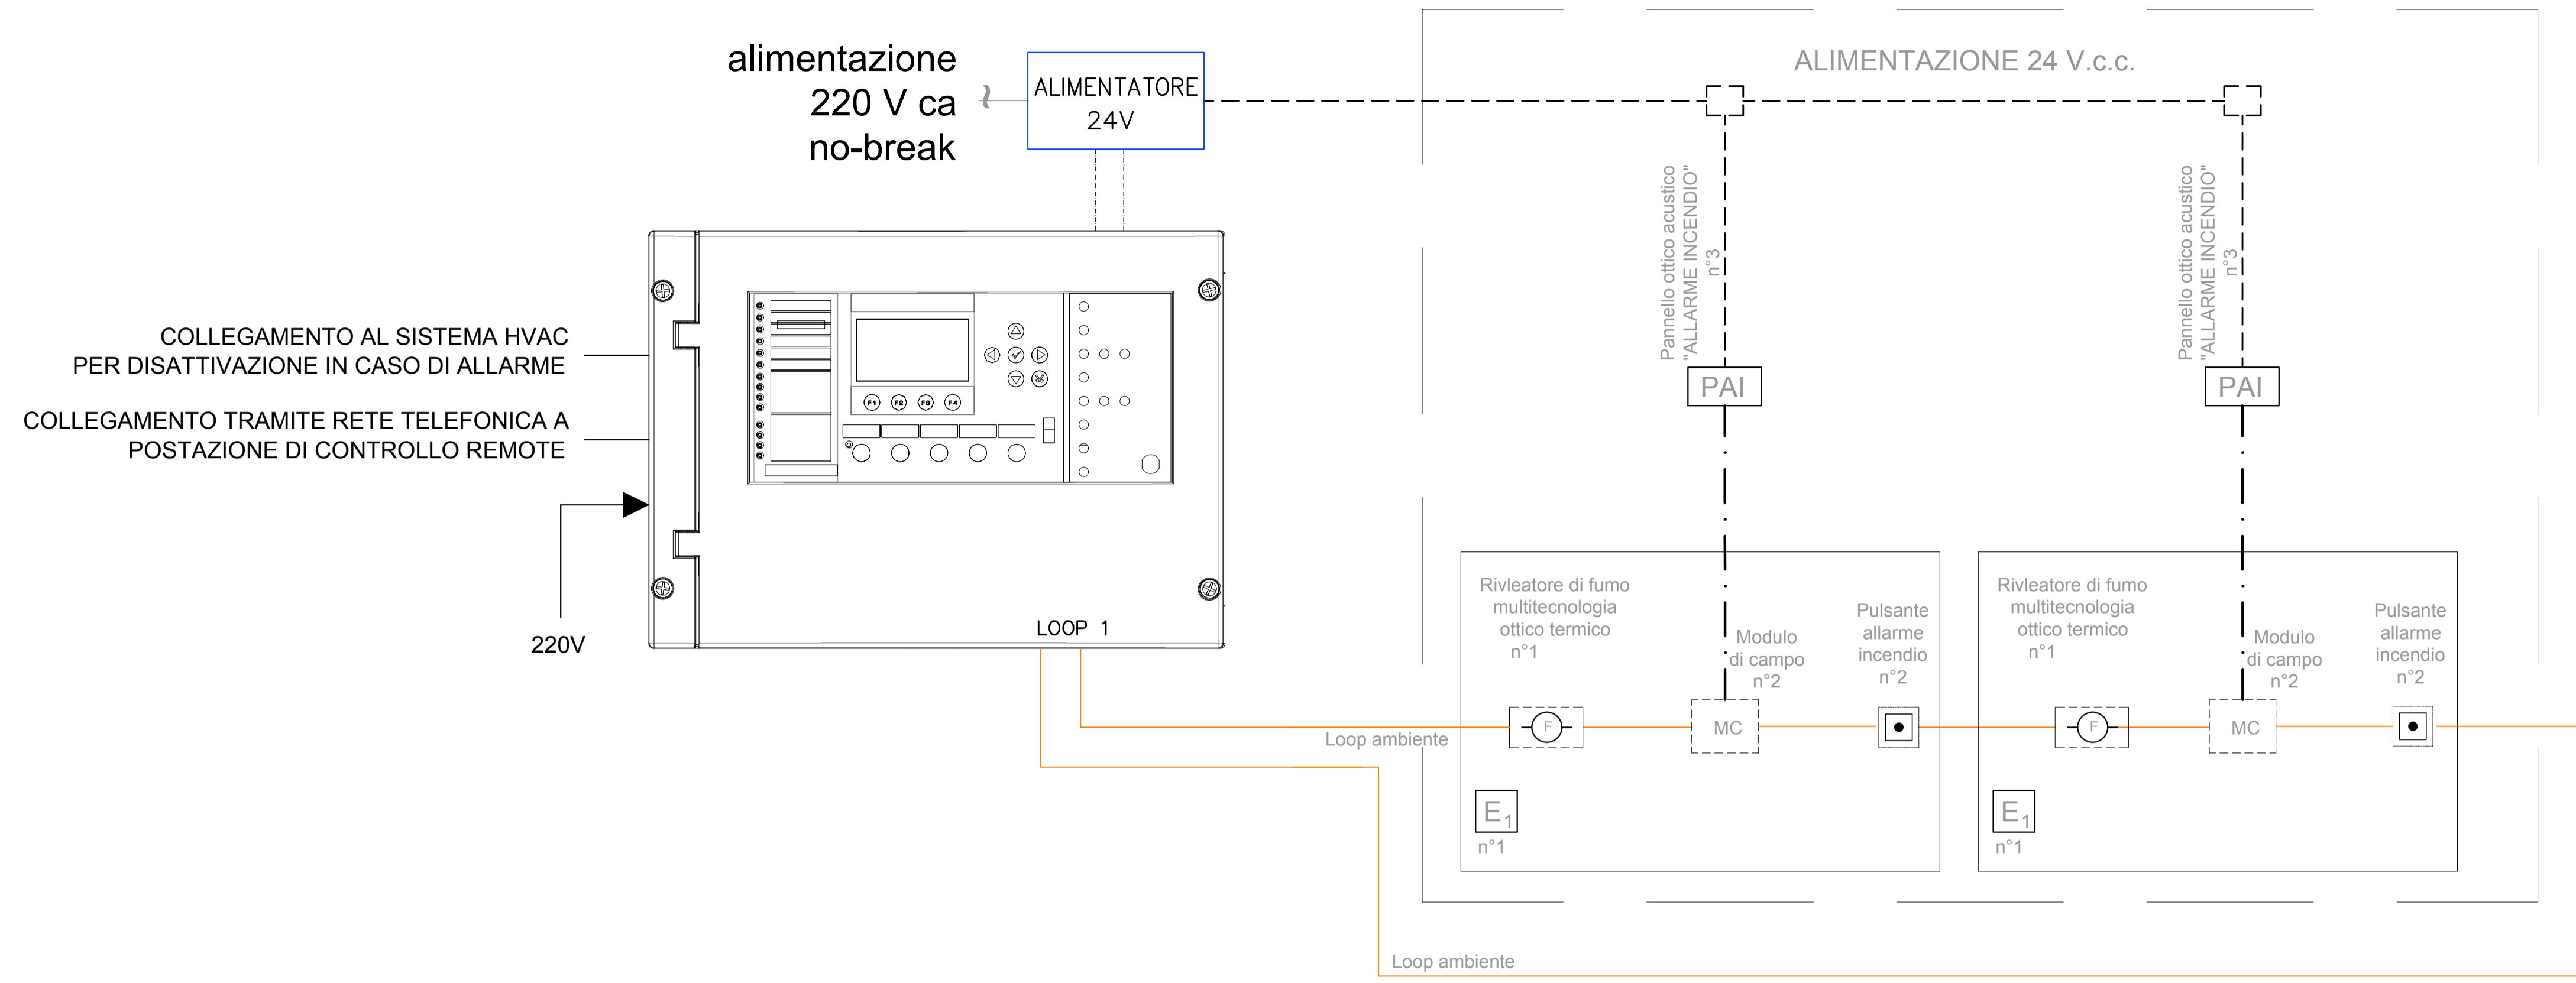 alimentazione
220 V ca
no-break
~
ALIMENTATORE
24V
ALIMENTAZIONE 24 V.c.c.
Pannello ottico acustico
"ALLARME INCENDIO"
n°3
Pannello ottico acustico
"ALLARME INCENDIO"
n°3
COLLEGAMENTO AL SISTEMA HVAC
PER DISATTIVAZIONE IN CASO DI ALLARME
COLLEGAMENTO TRAMITE RETE TELEFONICA A
POSTAZIONE DI CONTROLLO REMOTE
220V
F1 F2 F3 F4
LOOP 1
PAI
PAI
Rivleatore di fumo
multitecnologia
ottico termico
n°1
Modulo
di campo
n°2
Pulsante
allarme
incendio
n°2
Rivleatore di fumo
multitecnologia
ottico termico
n°1
Modulo
di campo
n°2
Pulsante
allarme
incendio
n°2
Loop ambiente
F
MC
F
MC
E1
n°1
E1
n°1
Loop ambiente